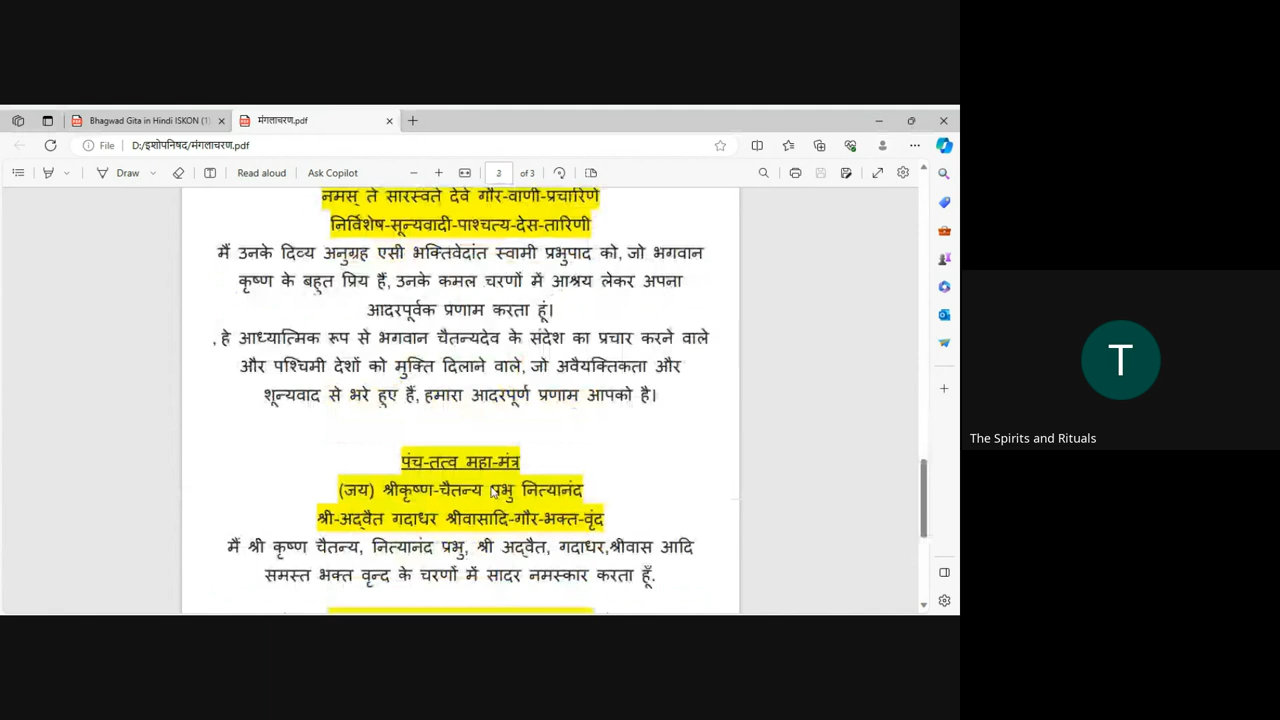 Bhagwad Gita in Hindi ISKON (1)
मंगलाचरण.pdf
File
D:/इशोपनिषद/मंगलाचरण.pdf
Draw
Read aloud
Ask Copilot
3 of 3
नमस् ते सारस्वते देवे गौर-वाणी-प्रचारिणे
निर्विशेष-सून्यवादी-पाश्चत्य-देस-तारिणी
मैं उनके दिव्य अनुग्रह एसी भक्तिवेदांत स्वामी प्रभुपाद को, जो भगवान
कृष्ण के बहुत प्रिय हैं, उनके कमल चरणों में आश्रय लेकर अपना
आदरपूर्वक प्रणाम करता हूं।
, हे आध्यात्मिक रूप से भगवान चैतन्यदेव के संदेश का प्रचार करने वाले
और पश्चिमी देशों को मुक्ति दिलाने वाले, जो अवैयक्तिकता और
शून्यवाद से भरे हुए हैं, हमारा आदरपूर्ण प्रणाम आपको है।
पंच-तत्व महा-मंत्र
(जय) श्रीकृष्ण-चैतन्य प्रभु नित्यानंद
श्री-अद्वैत गदाधर श्रीवासादि-गौर-भक्त-वृंद
मैं श्री कृष्ण चैतन्य, नित्यानंद प्रभु, श्री अद्वैत, गदाधर,श्रीवास आदि
समस्त भक्त वृन्द के चरणों में सादर नमस्कार करता हूँ.
T
The Spirits and Rituals